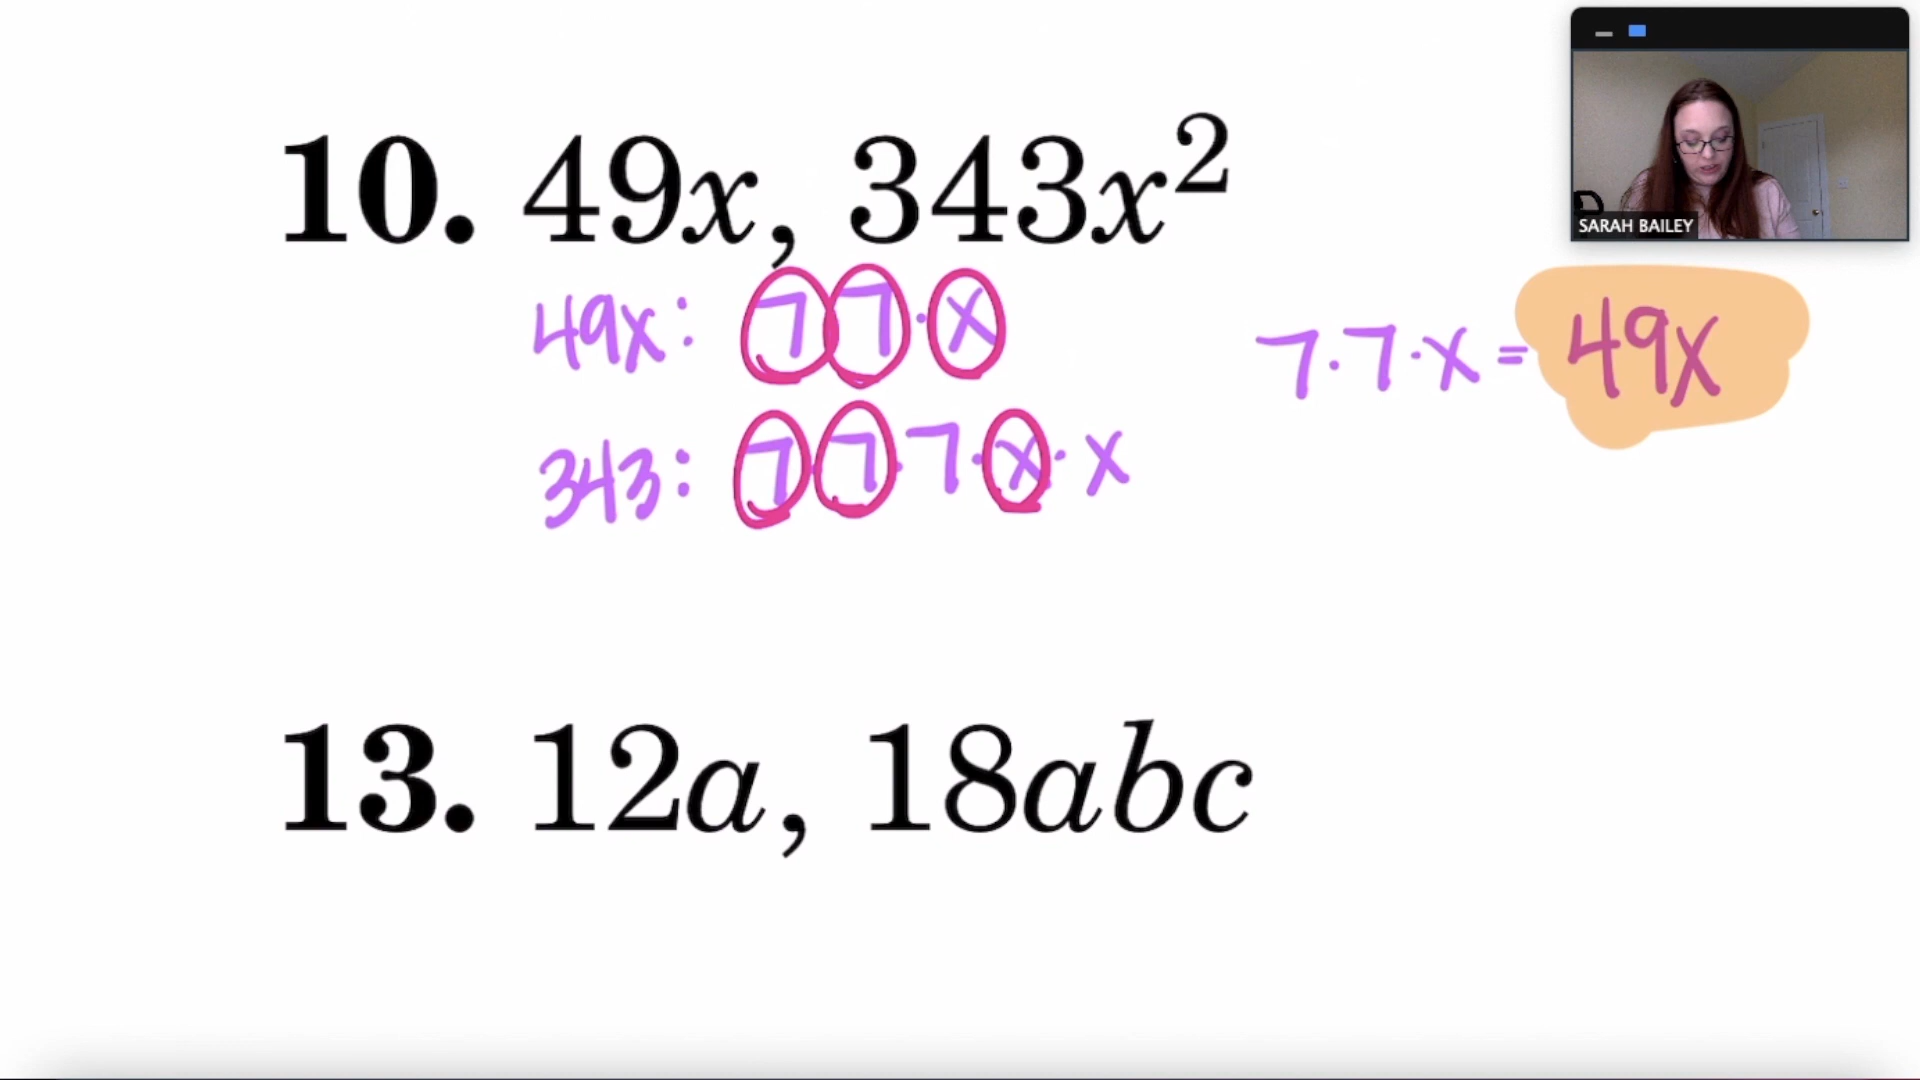 10. 49x, 343x²
SARAH BAILEY
49x: 7 7 · x
7 · 7 · x = 49x
343: 7 · 7 · 7 · x · x
13. 12a, 18abc